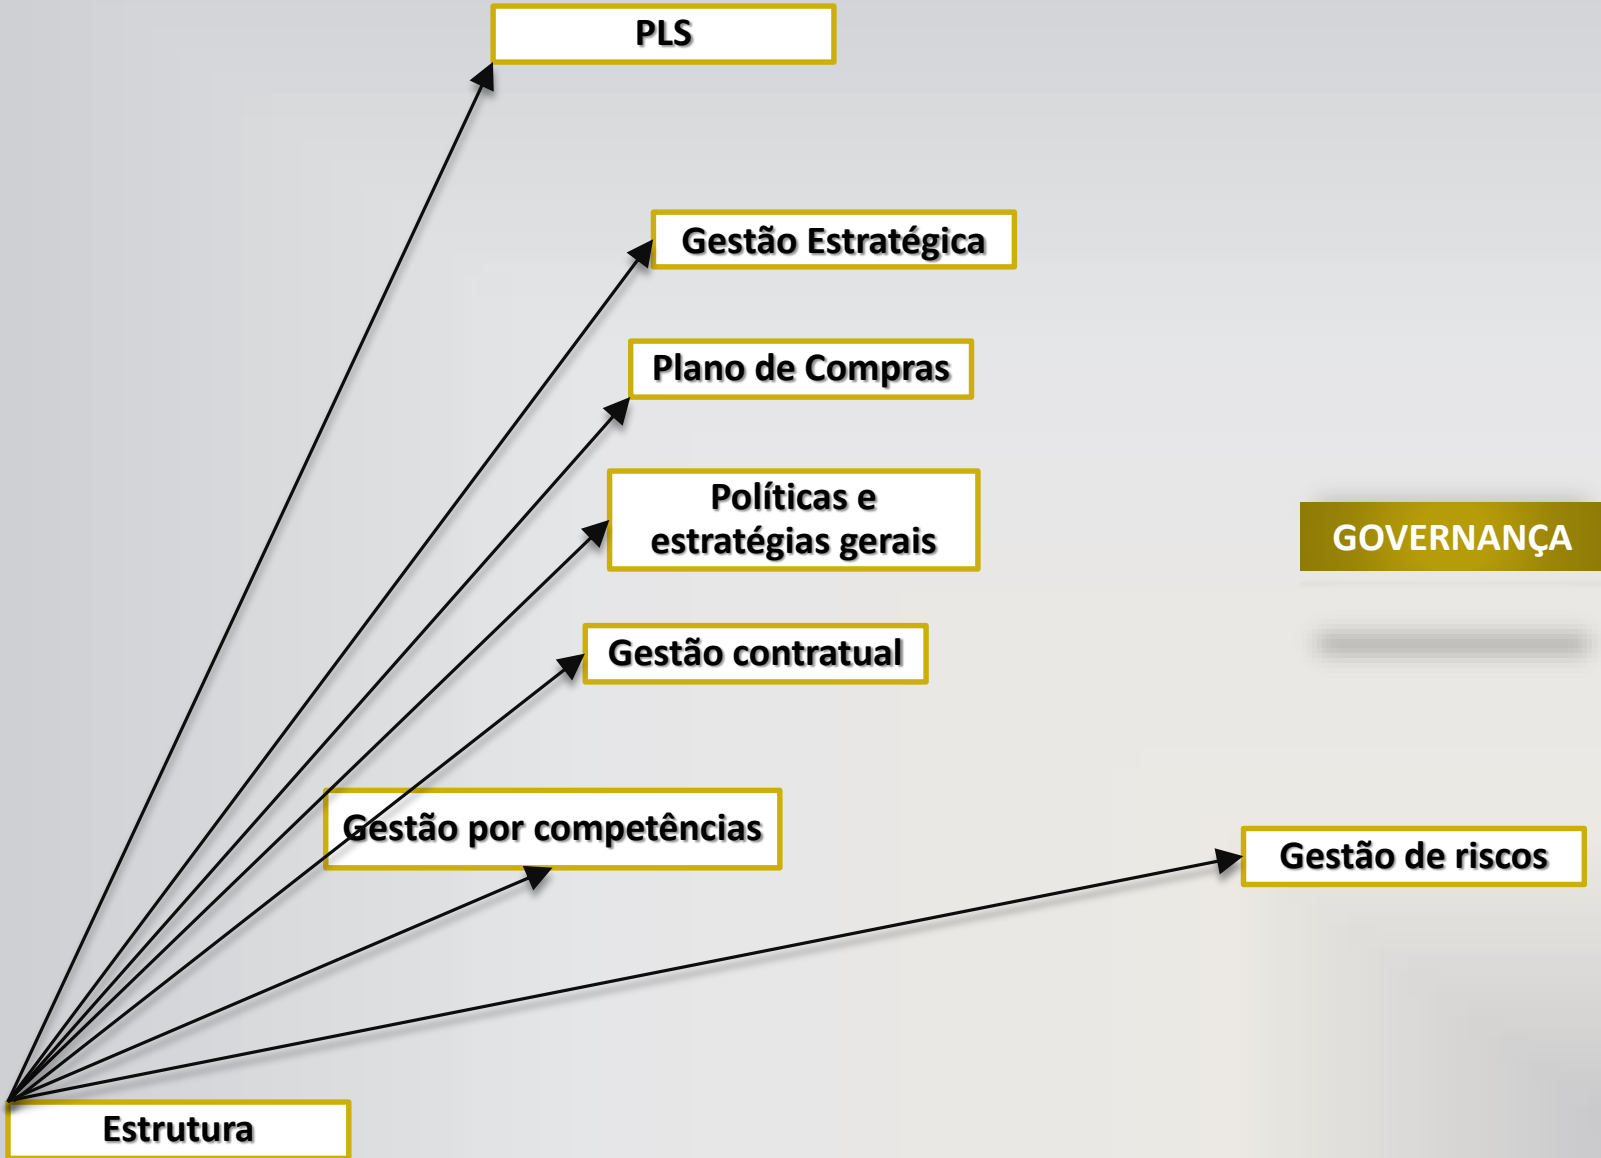 PLS
Gestão Estratégica
Plano de Compras
Políticas e
estratégias gerais
GOVERNANÇA
Gestão contratual
Gestão por competências
Gestão de riscos
Estrutura